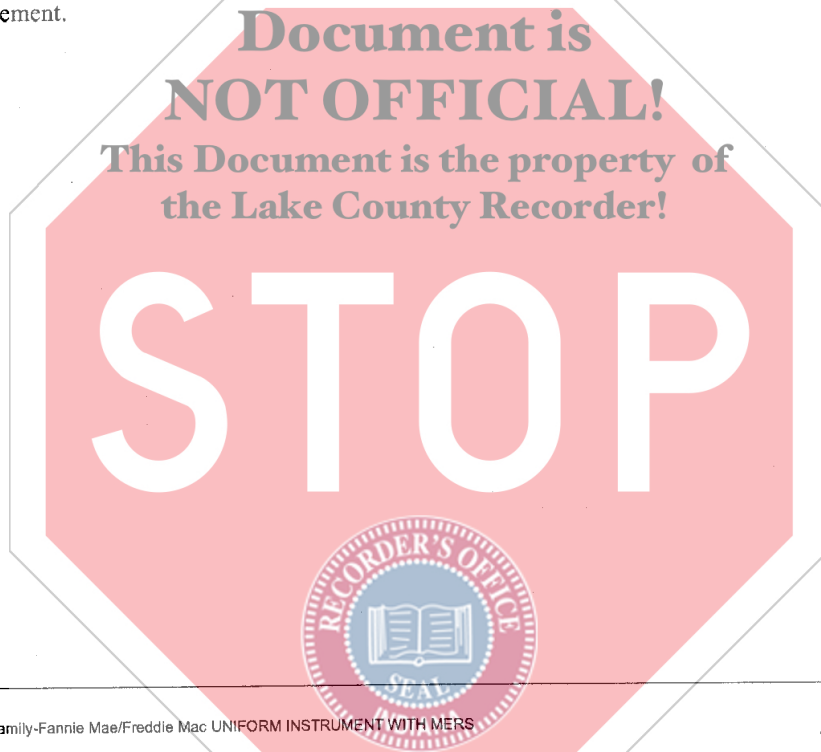 ement.
Document is
NOT OFFICIAL!
This Document is the property of
the Lake County Recorder!
STOP
RECORDER'S OFFICE
SEAL
INDIANA
amily-Fannie Mae/Freddie Mac UNIFORM INSTRUMENT WITH MERS